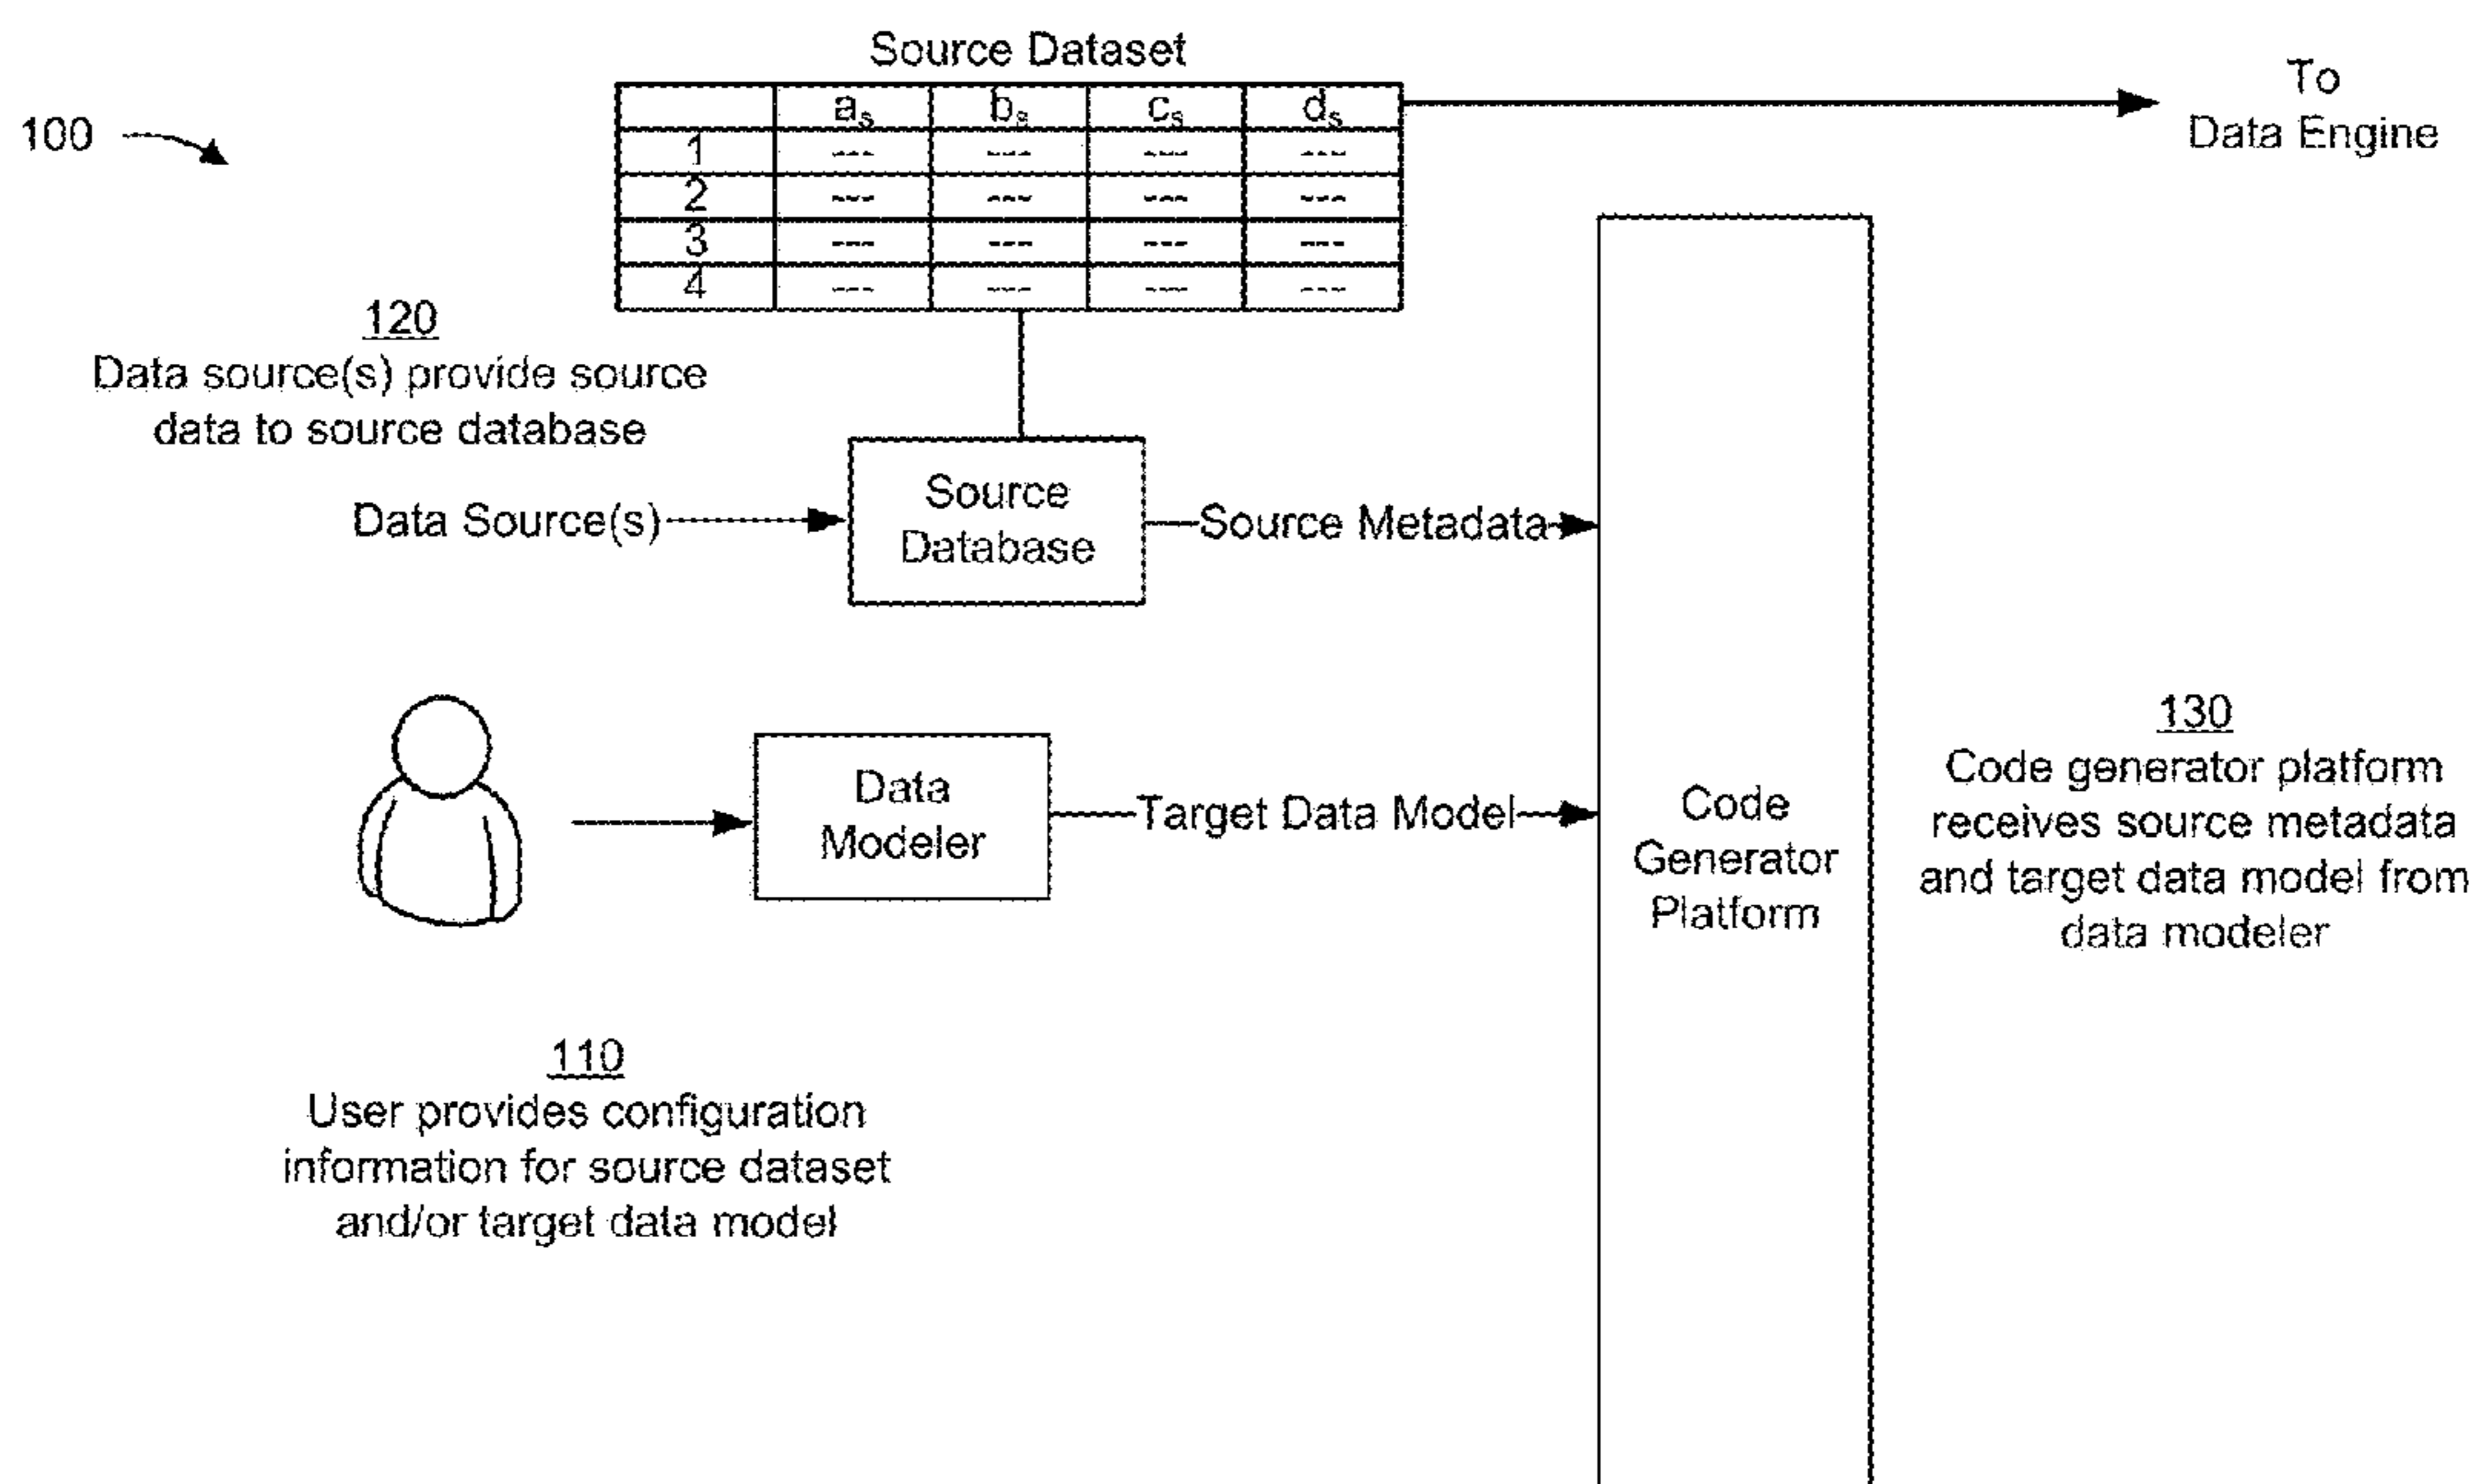 Source Dataset
To
Data Engine
100
a_s b_s c_s d_s
1 --- --- --- ---
2 --- --- --- ---
3 --- --- --- ---
4 --- --- --- ---
120
Data source(s) provide source
data to source database
Data Source(s)
Source
Database
Source Metadata
Data
Modeler
Target Data Model
Code
Generator
Platform
130
Code generator platform
receives source metadata
and target data model from
data modeler
110
User provides configuration
information for source dataset
and/or target data model